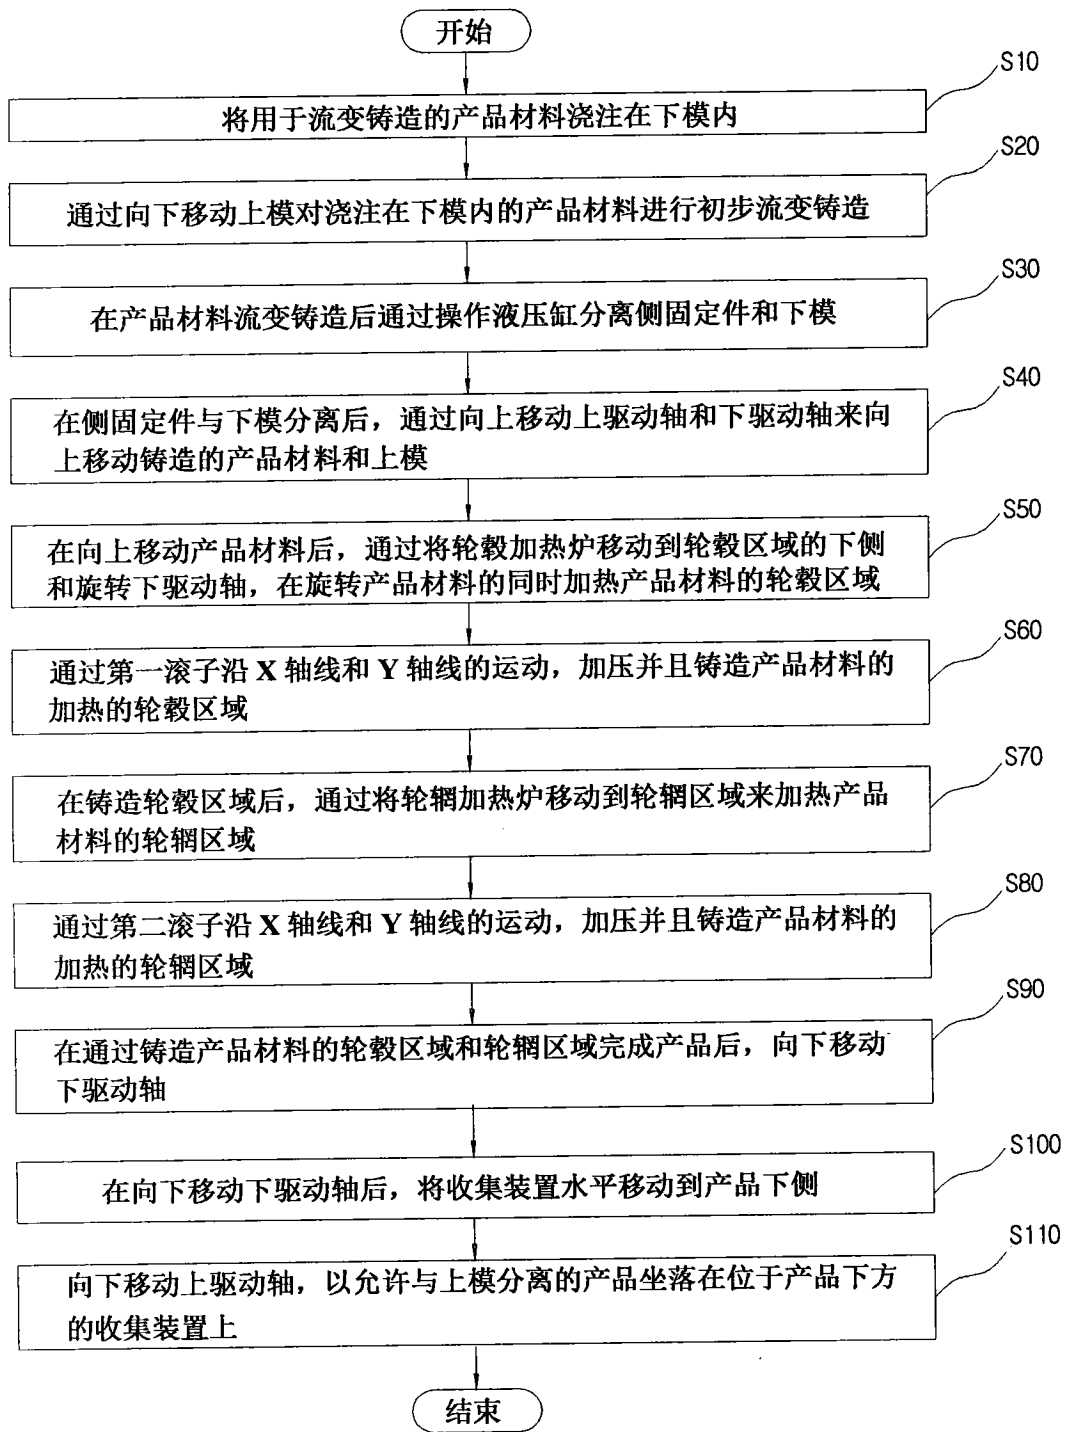 开始
S10
将用于流变铸造的产品材料浇注在下模内
S20
通过向下移动上模对浇注在下模内的产品材料进行初步流变铸造
S30
在产品材料流变铸造后通过操作液压缸分离侧固定件和下模
S40
在侧固定件与下模分离后，通过向上移动上驱动轴和下驱动轴来向
上移动铸造的产品材料和上模
S50
在向上移动产品材料后，通过将轮毂加热炉移动到轮毂区域的下侧
和旋转下驱动轴，在旋转产品材料的同时加热产品材料的轮毂区域
S60
通过第一滚子沿 X 轴线和 Y 轴线的运动，加压并且铸造产品材料的
加热的轮毂区域
S70
在铸造轮毂区域后，通过将轮辋加热炉移动到轮辋区域来加热产品
材料的轮辋区域
S80
通过第二滚子沿 X 轴线和 Y 轴线的运动，加压并且铸造产品材料的
加热的轮辋区域
S90
在通过铸造产品材料的轮毂区域和轮辋区域完成产品后，向下移动
下驱动轴
S100
在向下移动下驱动轴后，将收集装置水平移动到产品下侧
S110
向下移动上驱动轴，以允许与上模分离的产品坐落在位于产品下方
的收集装置上
结束